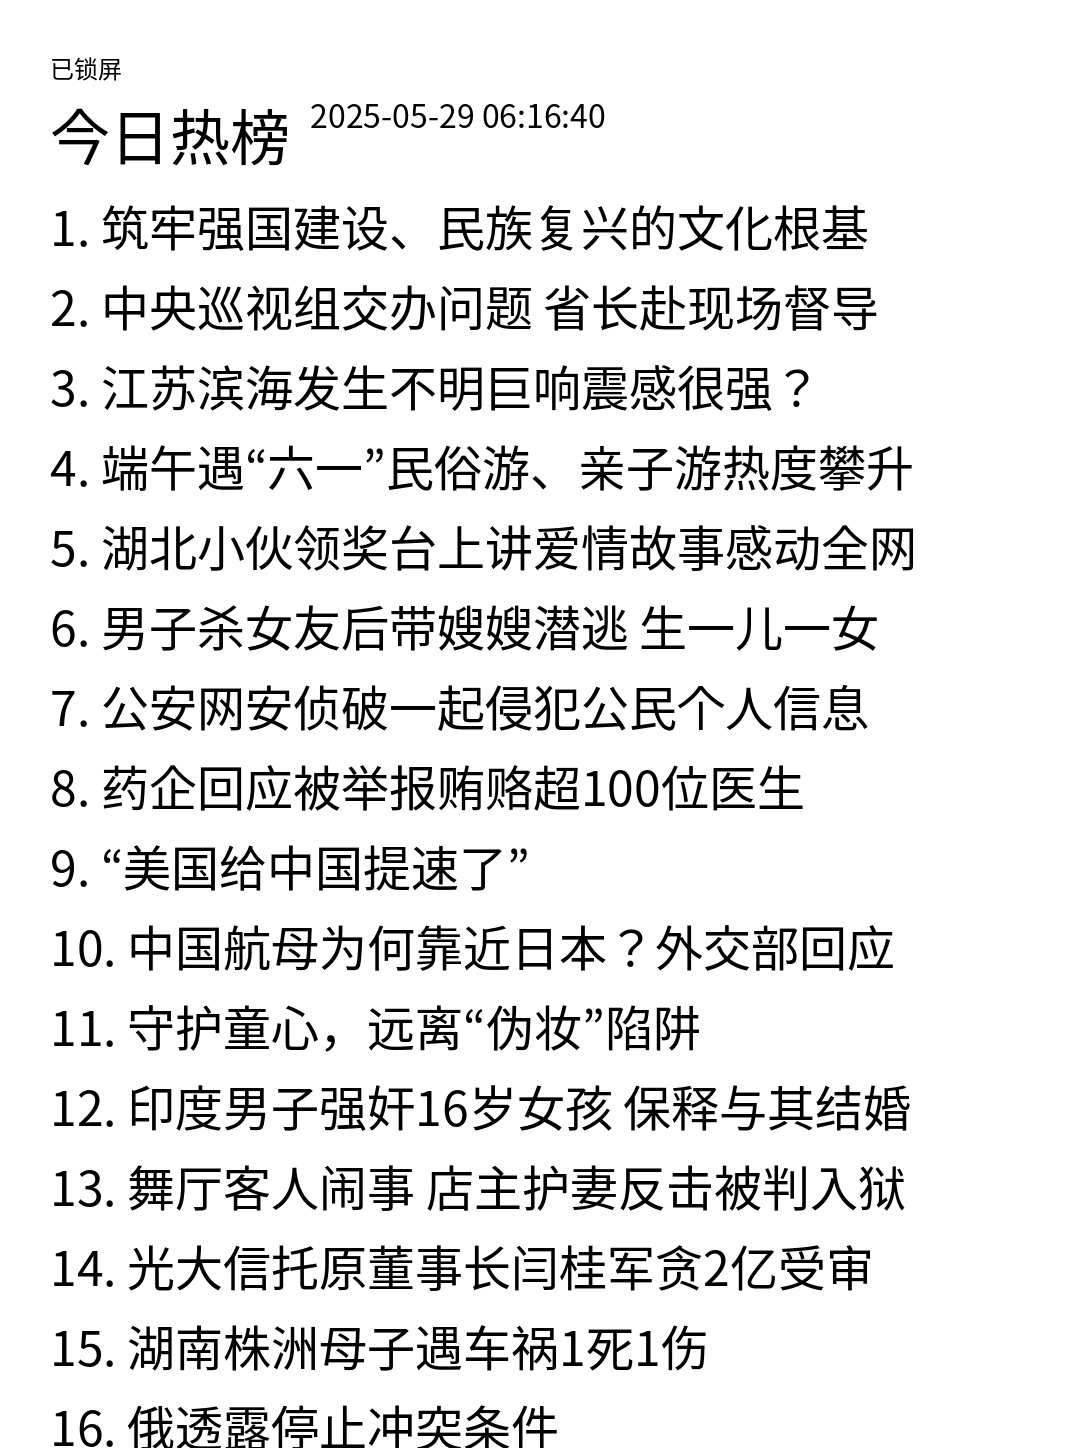 已锁屏
今日热榜 2025-05-29 06:16:40
1. 筑牢强国建设、民族复兴的文化根基
2. 中央巡视组交办问题 省长赴现场督导
3. 江苏滨海发生不明巨响震感很强？
4. 端午遇“六一”民俗游、亲子游热度攀升
5. 湖北小伙领奖台上讲爱情故事感动全网
6. 男子杀女友后带嫂嫂潜逃 生一儿一女
7. 公安网安侦破一起侵犯公民个人信息
8. 药企回应被举报贿赂超100位医生
9. “美国给中国提速了”
10. 中国航母为何靠近日本？外交部回应
11. 守护童心，远离“伪妆”陷阱
12. 印度男子强奸16岁女孩 保释与其结婚
13. 舞厅客人闹事 店主护妻反击被判入狱
14. 光大信托原董事长闫桂军贪2亿受审
15. 湖南株洲母子遇车祸1死1伤
16. 俄透露停止冲突条件